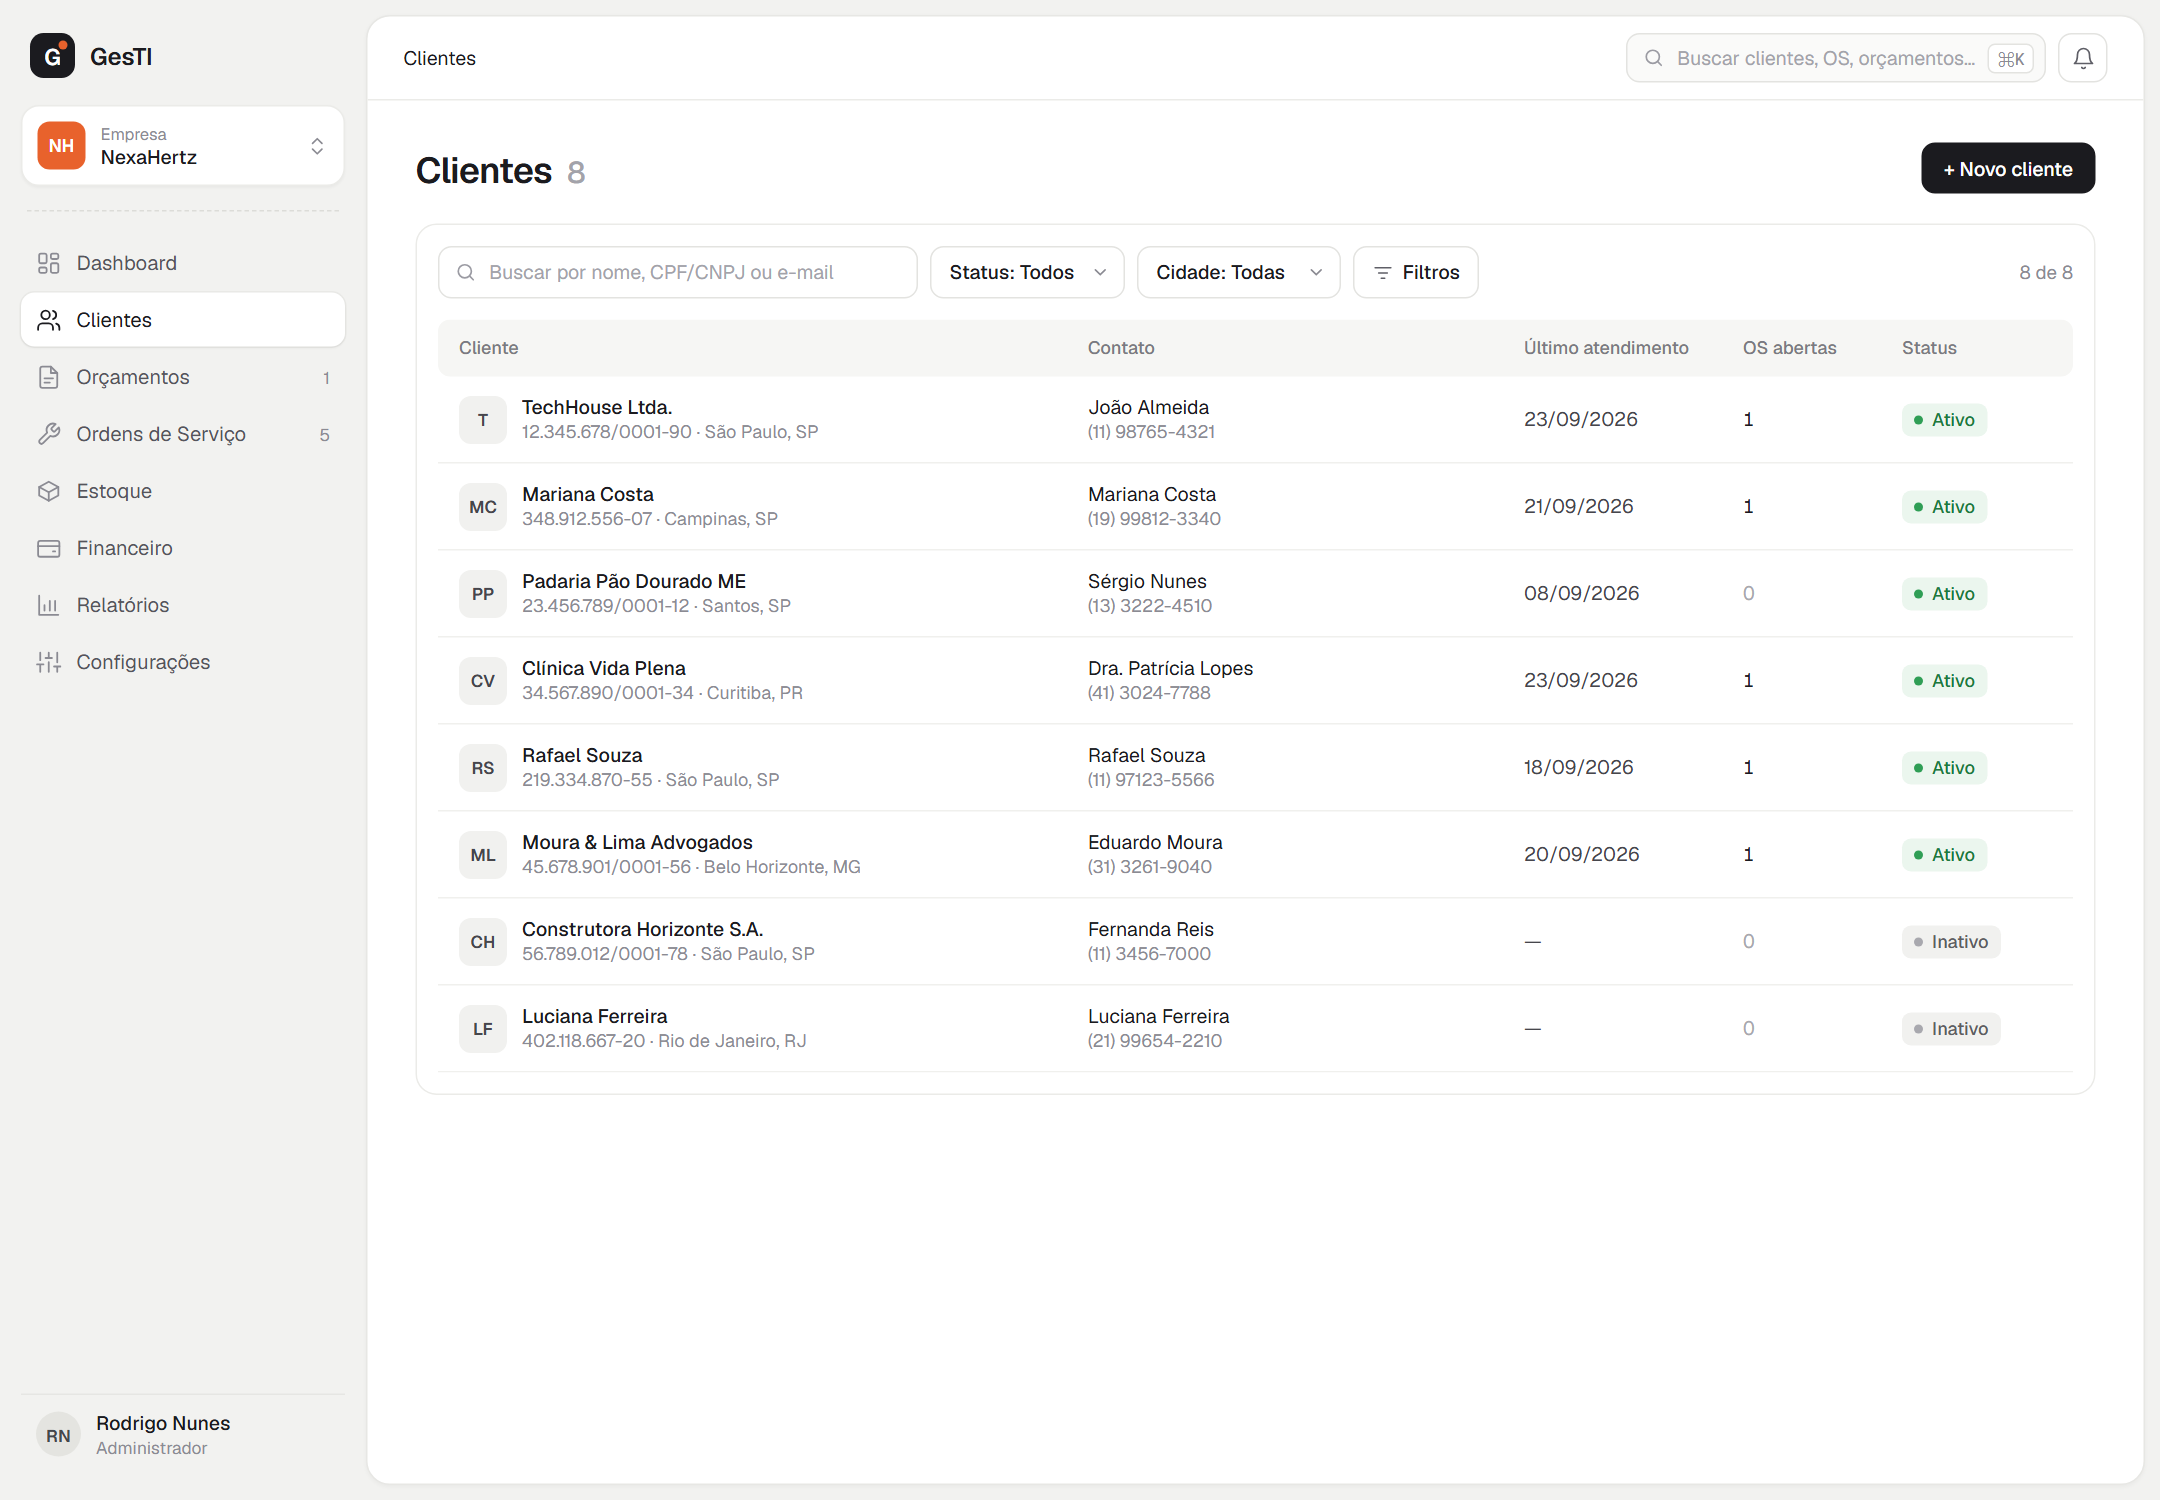 G GesTI
NH Empresa
NexaHertz
Dashboard
Clientes
Orçamentos 1
Ordens de Serviço 5
Estoque
Financeiro
Relatórios
Configurações
RN Rodrigo Nunes
Administrador
Clientes
Buscar clientes, OS, orçamentos... ⌘K
Clientes 8
+ Novo cliente
Buscar por nome, CPF/CNPJ ou e-mail
Status: Todos
Cidade: Todas
Filtros
8 de 8
Cliente Contato Último atendimento OS abertas Status
T TechHouse Ltda. João Almeida 23/09/2026 1 Ativo
12.345.678/0001-90 · São Paulo, SP (11) 98765-4321
MC Mariana Costa Mariana Costa 21/09/2026 1 Ativo
348.912.556-07 · Campinas, SP (19) 99812-3340
PP Padaria Pão Dourado ME Sérgio Nunes 08/09/2026 0 Ativo
23.456.789/0001-12 · Santos, SP (13) 3222-4510
CV Clínica Vida Plena Dra. Patrícia Lopes 23/09/2026 1 Ativo
34.567.890/0001-34 · Curitiba, PR (41) 3024-7788
RS Rafael Souza Rafael Souza 18/09/2026 1 Ativo
219.334.870-55 · São Paulo, SP (11) 97123-5566
ML Moura & Lima Advogados Eduardo Moura 20/09/2026 1 Ativo
45.678.901/0001-56 · Belo Horizonte, MG (31) 3261-9040
CH Construtora Horizonte S.A. Fernanda Reis — 0 Inativo
56.789.012/0001-78 · São Paulo, SP (11) 3456-7000
LF Luciana Ferreira Luciana Ferreira — 0 Inativo
402.118.667-20 · Rio de Janeiro, RJ (21) 99654-2210